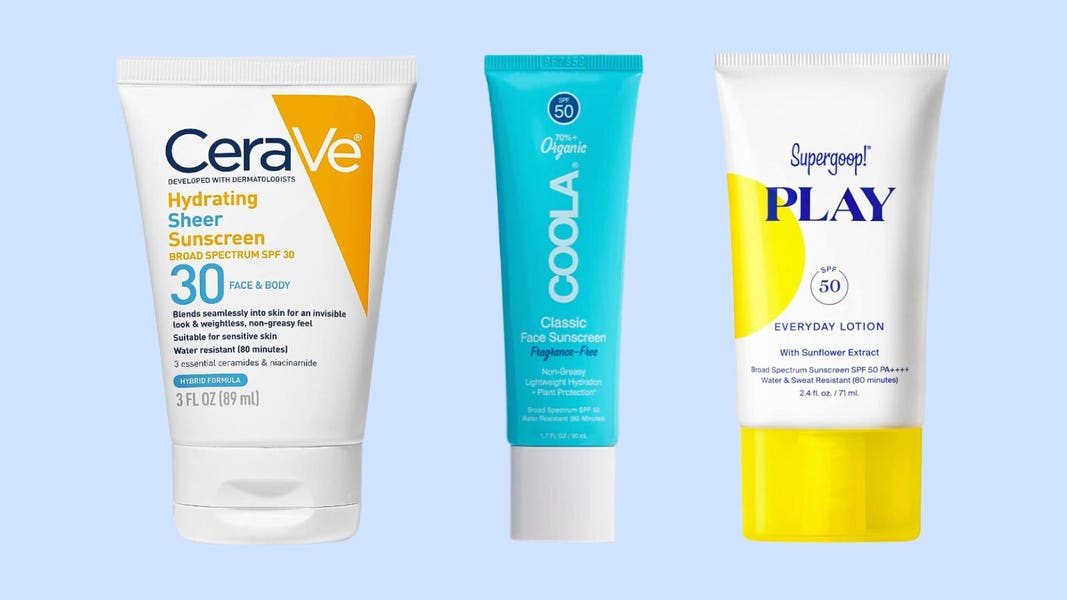 CeraVe®
DEVELOPED WITH DERMATOLOGISTS
Hydrating
Sheer
Sunscreen
BROAD SPECTRUM SPF 30
30 FACE & BODY
Blends seamlessly into skin for an invisible
look & weightless, non-greasy feel
Suitable for sensitive skin
Water resistant (80 minutes)
3 essential ceramides & niacinamide
HYBRID FORMULA
3 FL OZ (89 ml)
SPF
50
70%+
Organic
COOLA®
Classic
Face Sunscreen
Fragrance-Free
Non-Greasy
Lightweight Hydration
+ Plant Protection*
Broad Spectrum SPF 50
Water Resistant (80 Minutes)
Supergoop!®
PLAY
SPF
50
EVERYDAY LOTION
With Sunflower Extract
Broad Spectrum Sunscreen SPF 50 PA++++
Water & Sweat Resistant (80 minutes)
2.4 fl. oz. / 71 ml.